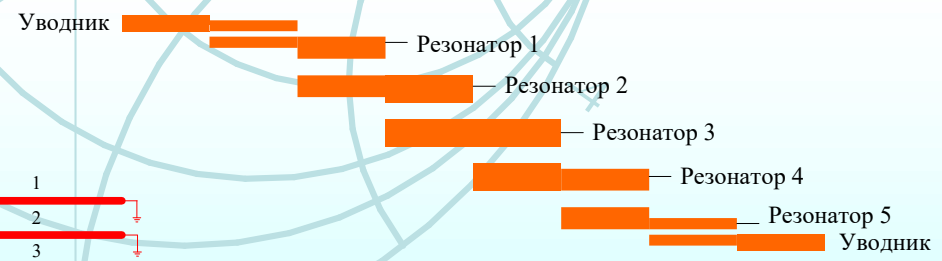 Уводник
Резонатор 1
Резонатор 2
Резонатор 3
Резонатор 4
1
2
Резонатор 5
3
Уводник